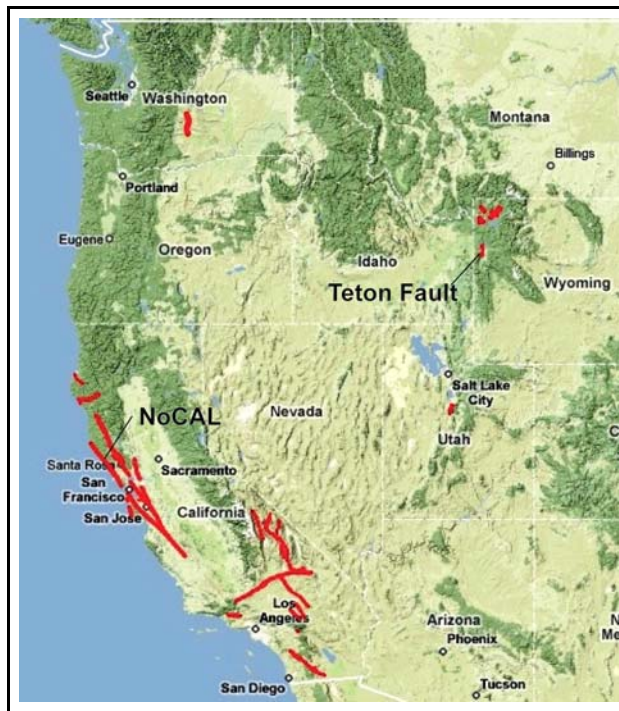 Seattle
Washington
Montana
Billings
Portland
Eugene
Oregon
Idaho
Teton Fault
Wyoming
Salt Lake
City
NoCAL
Nevada
Utah
C
Santa Rosa
Sacramento
San
Francisco
San Jose
California
Los
Angeles
Arizona
Phoenix
N
Me
San Diego
Tucson